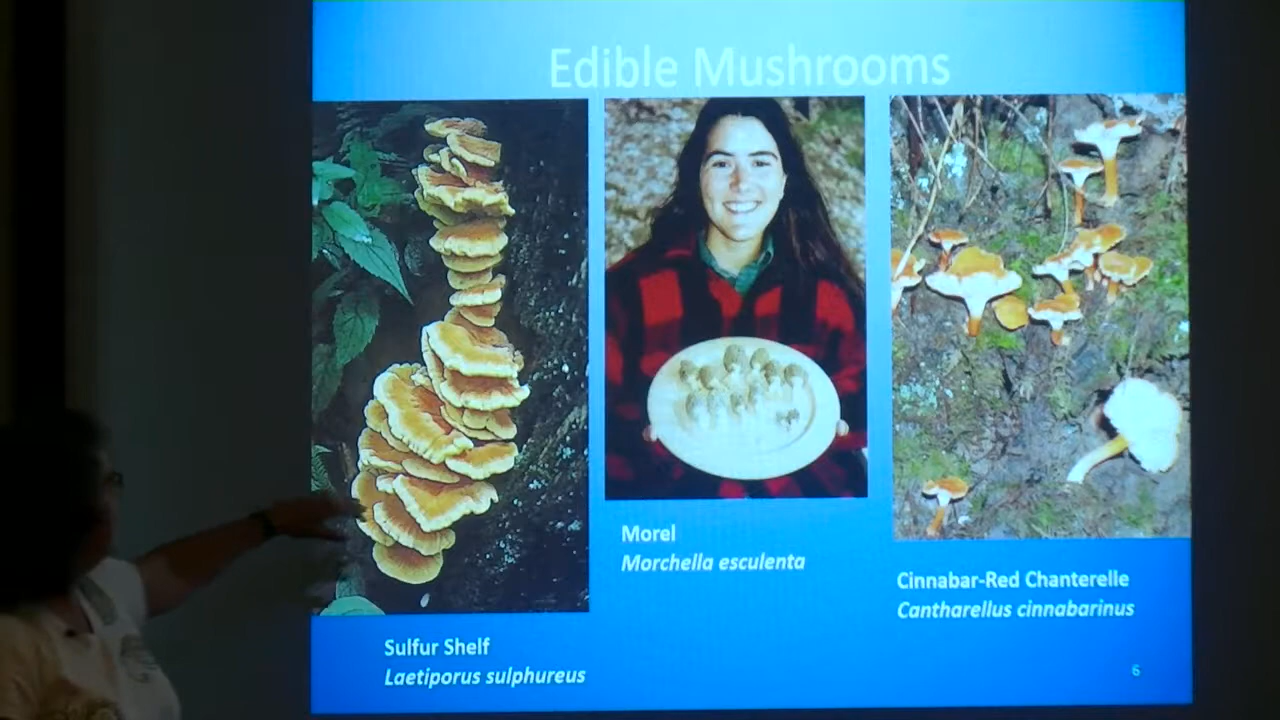 Edible Mushrooms
Sulfur Shelf
Laetiporus sulphureus
Morel
Morchella esculenta
Cinnabar-Red Chanterelle
Cantharellus cinnabarinus
6